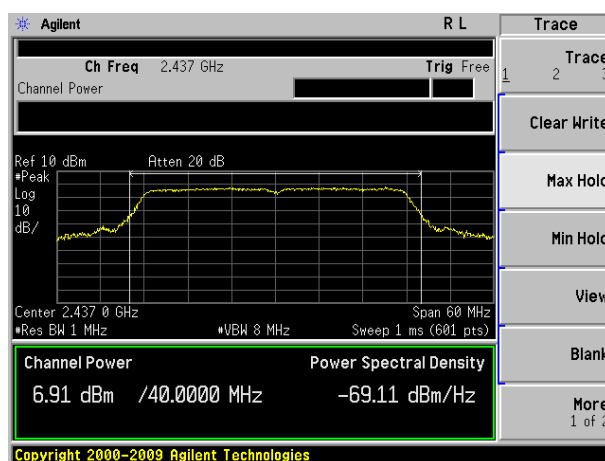 Agilent R L Trace
Ch Freq 2.437 GHz Trig Free
Channel Power
Trace
1 2 3
Clear Write
Max Hold
Min Hold
View
Blank
More
1 of 2
Ref 10 dBm Atten 20 dB
#Peak
Log
10
dB/
Center 2.437 0 GHz Span 60 MHz
#Res BW 1 MHz #VBW 8 MHz Sweep 1 ms (601 pts)
Channel Power Power Spectral Density
6.91 dBm /40.0000 MHz -69.11 dBm/Hz
Copyright 2000-2009 Agilent Technologies